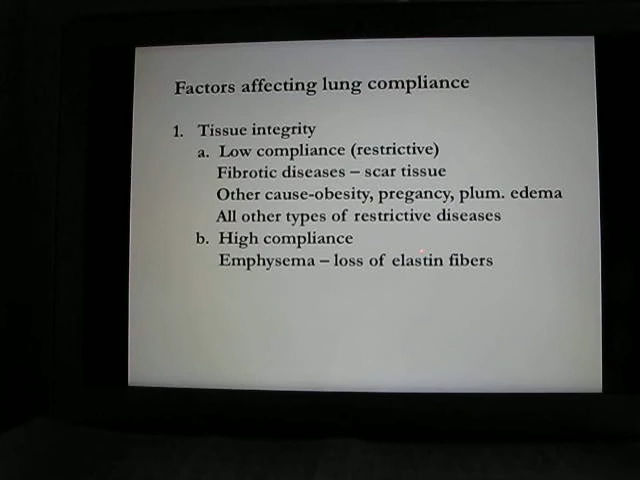 Factors affecting lung compliance
1. Tissue integrity
a. Low compliance (restrictive)
Fibrotic diseases – scar tissue
Other cause-obesity, pregancy, plum. edema
All other types of restrictive diseases
b. High compliance
Emphysema – loss of elastin fibers